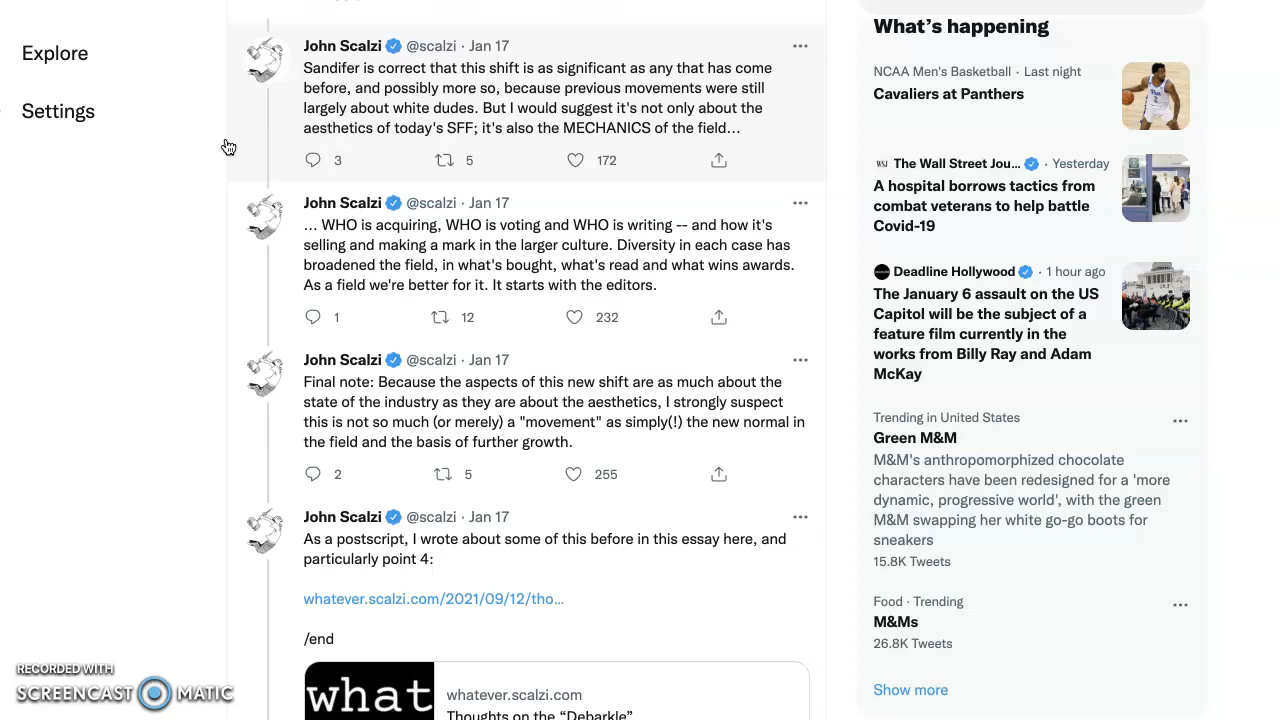 Explore
Settings
John Scalzi @scalzi · Jan 17
Sandifer is correct that this shift is as significant as any that has come
before, and possibly more so, because previous movements were still
largely about white dudes. But I would suggest it's not only about the
aesthetics of today's SFF; it's also the MECHANICS of the field...
3 5 172
John Scalzi @scalzi · Jan 17
... WHO is acquiring, WHO is voting and WHO is writing -- and how it's
selling and making a mark in the larger culture. Diversity in each case has
broadened the field, in what's bought, what's read and what wins awards.
As a field we're better for it. It starts with the editors.
1 12 232
John Scalzi @scalzi · Jan 17
Final note: Because the aspects of this new shift are as much about the
state of the industry as they are about the aesthetics, I strongly suspect
this is not so much (or merely) a "movement" as simply(!) the new normal in
the field and the basis of further growth.
2 5 255
John Scalzi @scalzi · Jan 17
As a postscript, I wrote about some of this before in this essay here, and
particularly point 4:
whatever.scalzi.com/2021/09/12/tho...
/end
what
whatever.scalzi.com
Thoughts on the “Debarkle”
What's happening
NCAA Men's Basketball · Last night
Cavaliers at Panthers
WSJ The Wall Street Jou... · Yesterday
A hospital borrows tactics from
combat veterans to help battle
Covid-19
Deadline Hollywood · 1 hour ago
The January 6 assault on the US
Capitol will be the subject of a
feature film currently in the
works from Billy Ray and Adam
McKay
Trending in United States
Green M&M
M&M's anthropomorphized chocolate
characters have been redesigned for a 'more
dynamic, progressive world', with the green
M&M swapping her white go-go boots for
sneakers
15.8K Tweets
Food · Trending
M&Ms
26.8K Tweets
Show more
RECORDED WITH
SCREENCAST MATIC